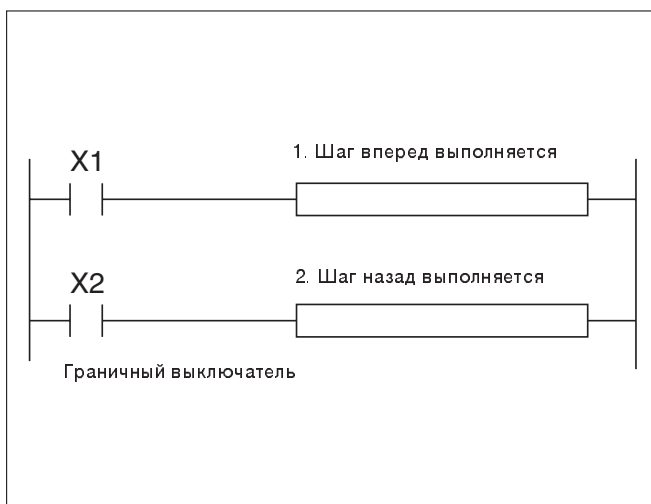 X1
1. Шаг вперед выполняется
X2
2. Шаг назад выполняется
Граничный выключатель